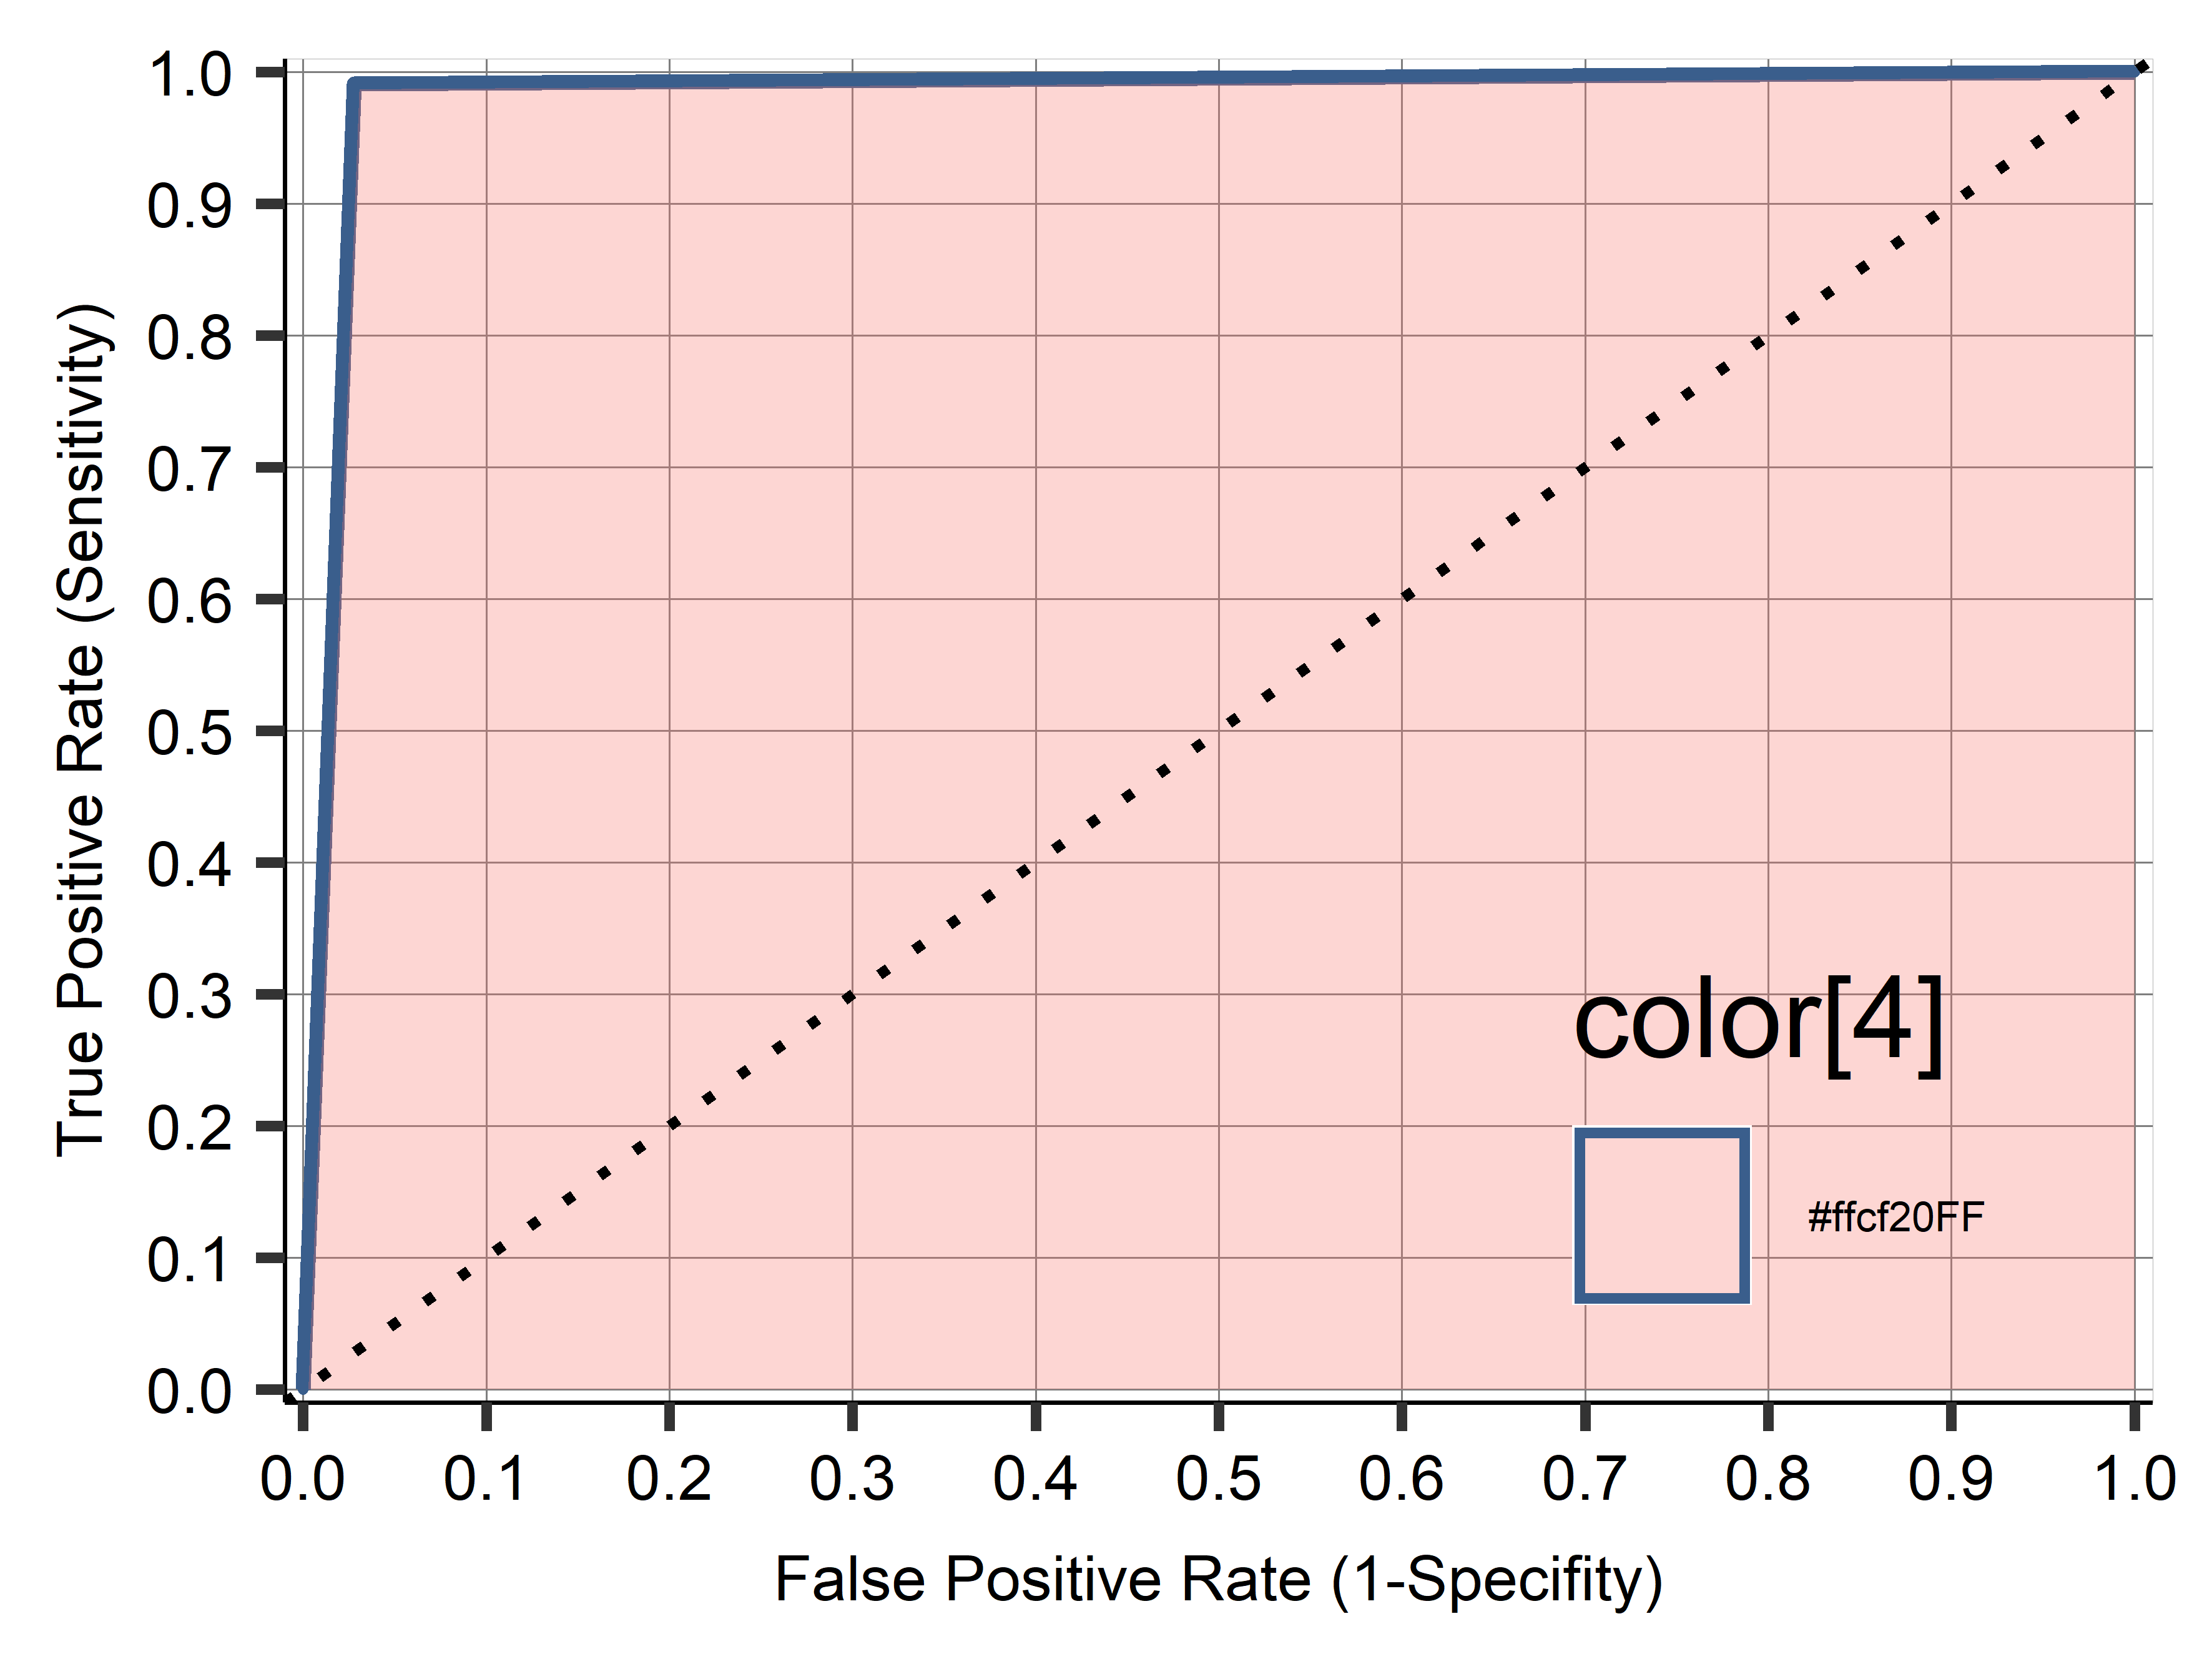 True Positive Rate (Sensitivity)
1.0
0.9
0.8
0.7
0.6
0.5
0.4
0.3
0.2
0.1
0.0
color[4]
#ffcf20FF
0.0 0.1 0.2 0.3 0.4 0.5 0.6 0.7 0.8 0.9 1.0
False Positive Rate (1-Specifity)